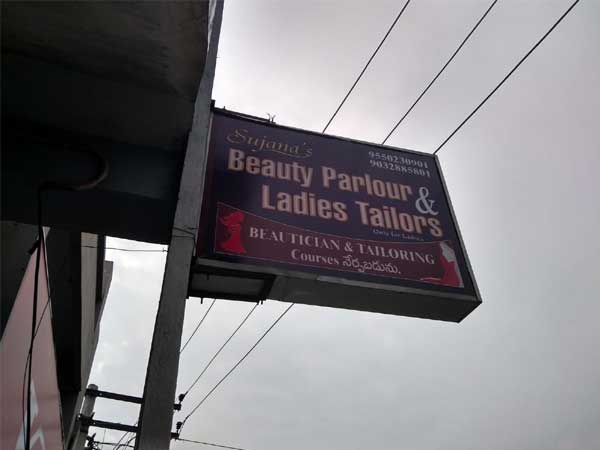 Sujana's
9550230901
9032885801
Beauty Parlour &
Ladies Tailors
Only for Ladies
BEAUTICIAN & TAILORING
Courses నేర్పబడును.